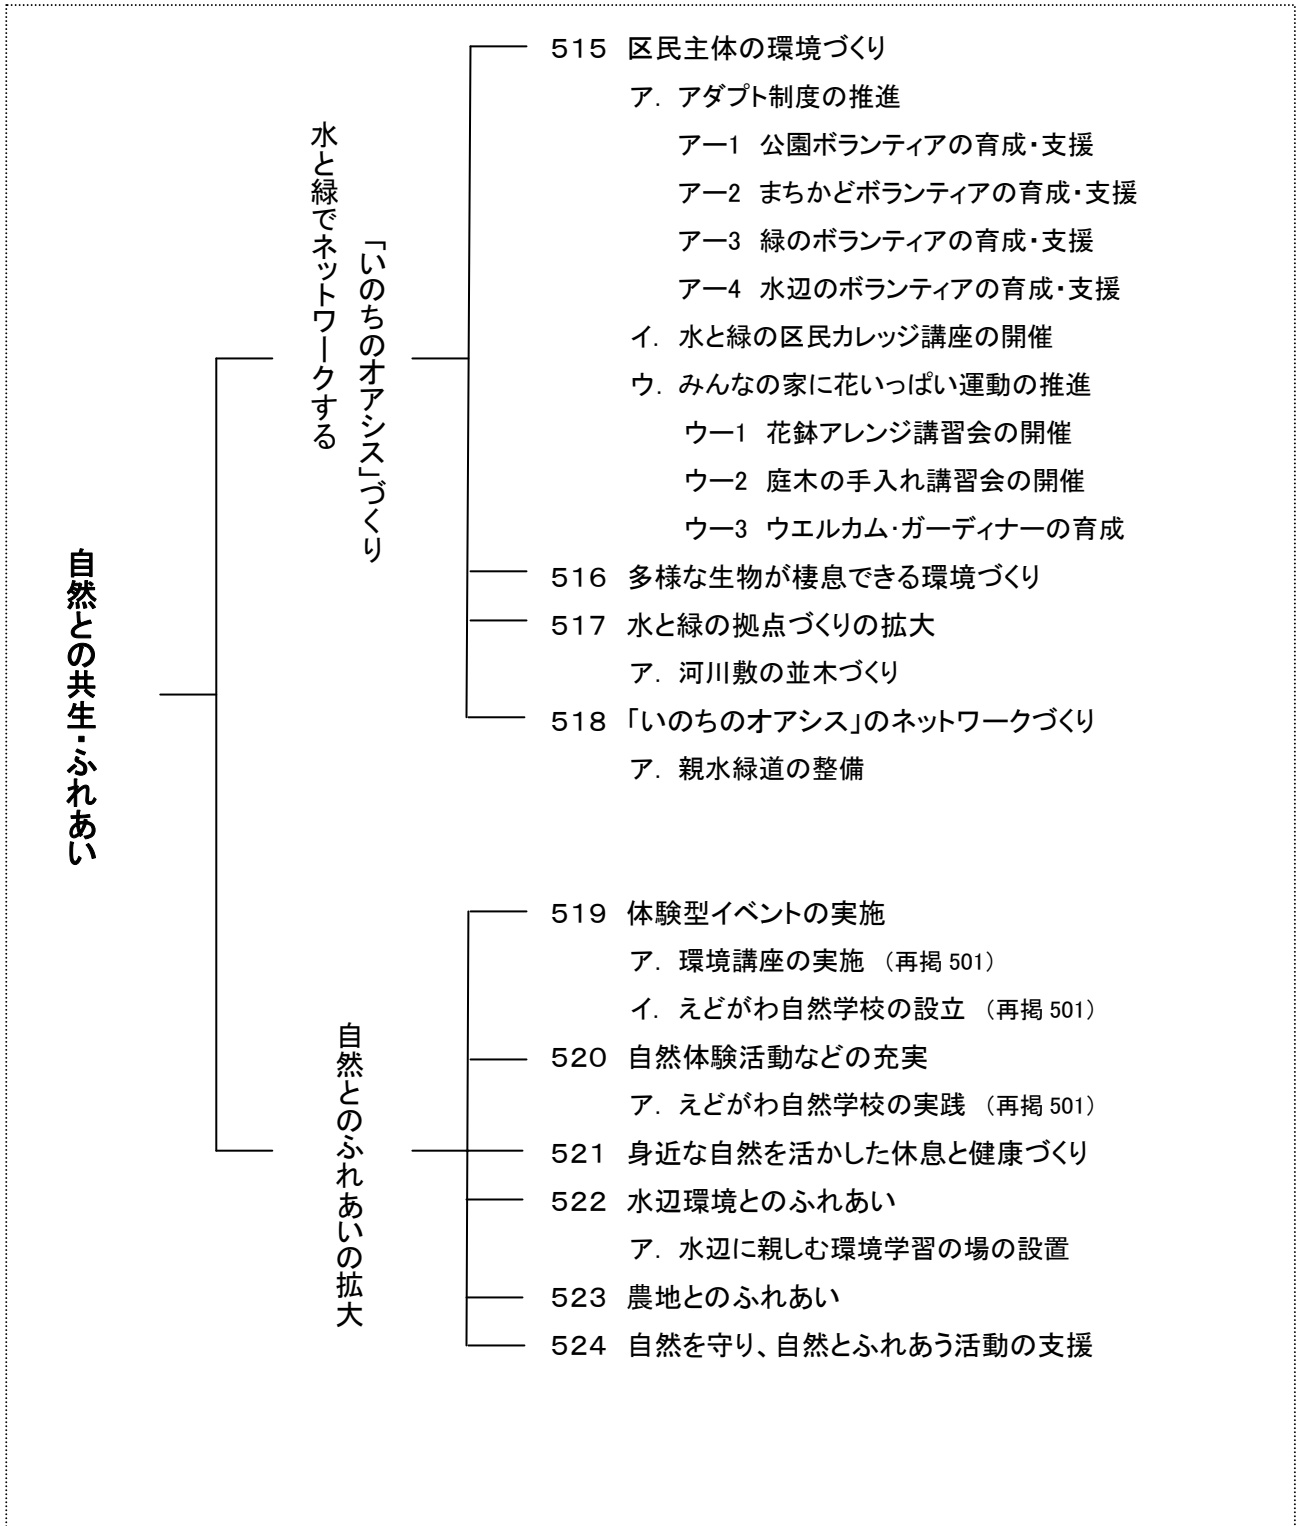 自然との共生・ふれあい
水と緑でネットワークする
「いのちのオアシス」づくり
515 区民主体の環境づくり
ア. アダプト制度の推進
アー1 公園ボランティアの育成・支援
アー2 まちかどボランティアの育成・支援
アー3 緑のボランティアの育成・支援
アー4 水辺のボランティアの育成・支援
イ. 水と緑の区民カレッジ講座の開催
ウ. みんなの家に花いっぱい運動の推進
ウー1 花鉢アレンジ講習会の開催
ウー2 庭木の手入れ講習会の開催
ウー3 ウエルカム・ガーディナーの育成
516 多様な生物が棲息できる環境づくり
517 水と緑の拠点づくりの拡大
ア. 河川敷の並木づくり
518 「いのちのオアシス」のネットワークづくり
ア. 親水緑道の整備
自然とのふれあいの拡大
519 体験型イベントの実施
ア. 環境講座の実施 （再掲 501）
イ. えどがわ自然学校の設立 （再掲 501）
520 自然体験活動などの充実
ア. えどがわ自然学校の実践 （再掲 501）
521 身近な自然を活かした休息と健康づくり
522 水辺環境とのふれあい
ア. 水辺に親しむ環境学習の場の設置
523 農地とのふれあい
524 自然を守り、自然とふれあう活動の支援